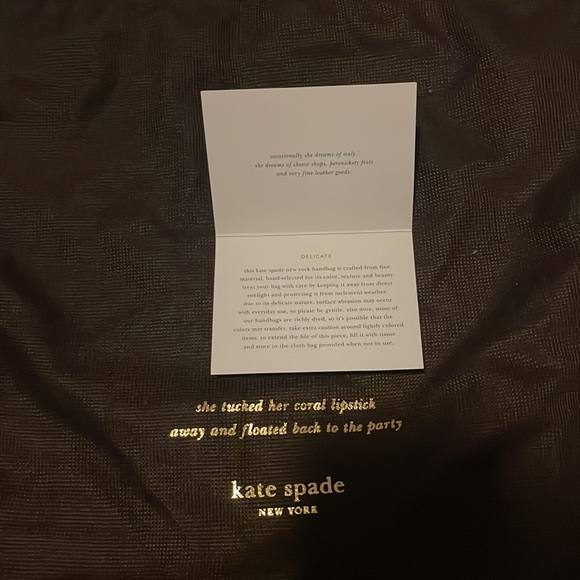 occasionally she dreams of italy.
she dreams of cheese shops, persnickety fiats
and very fine leather goods.
DELICATE
this kate spade new york handbag is crafted from fine
material, hand-selected for its color, texture and beauty.
treat your bag with care by keeping it away from direct
sunlight and protecting it from inclement weather.
due to its delicate nature, surface abrasion may occur
with everyday use, so please be gentle. also note, some of
our handbags are richly dyed, so it's possible that the
colors may transfer. take extra caution around lightly colored
items. to extend the life of this piece, fill it with tissue
and store in the cloth bag provided when not in use.
she tucked her coral lipstick
away and floated back to the party
kate spade
NEW YORK